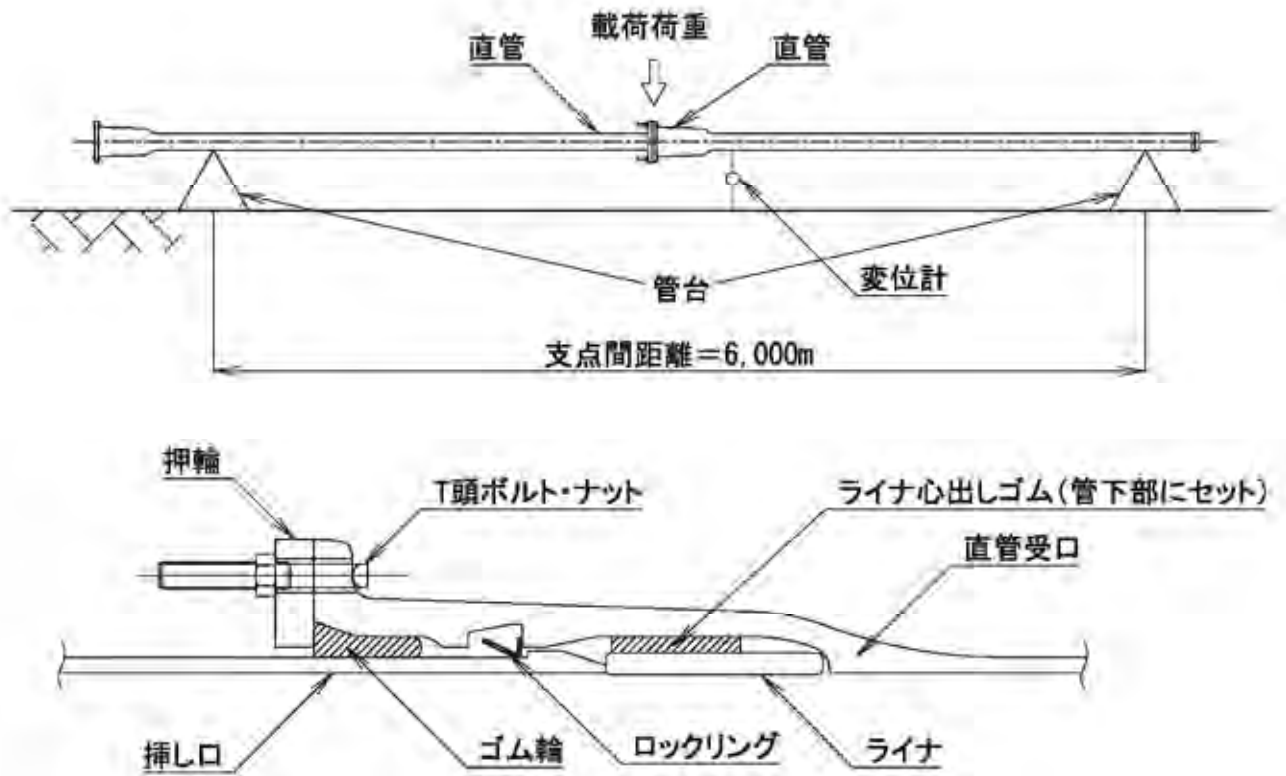 載荷荷重
直管
直管
管台
変位計
支点間距離＝6,000m
押輪
T頭ボルト・ナット
ライナ心出しゴム(管下部にセット)
直管受口
挿し口
ゴム輪
ロックリング
ライナ